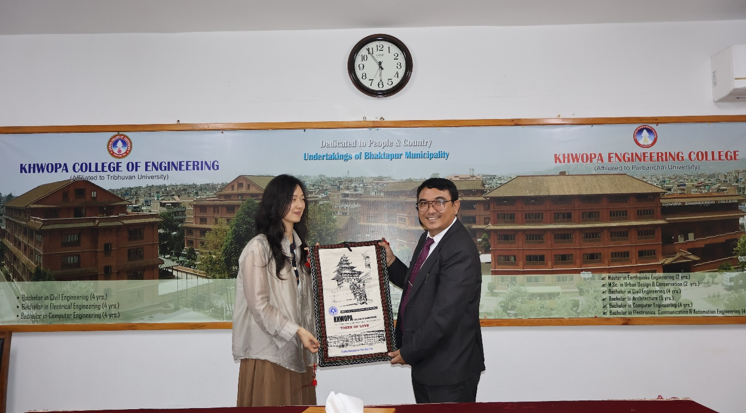 Dedicated to People & Country
Undertakings of Bhaktapur Municipality
KHWOPA COLLEGE OF ENGINEERING
(Affiliated to Tribhuvan University)
KHWOPA ENGINEERING COLLEGE
(Affiliated to Purbanchal University)
• Bachelor in Civil Engineering (4 yrs.)
• Bachelor in Electrical Engineering (4 yrs.)
• Bachelor in Computer Engineering (4 yrs.)
Master in Earthquake Engineering (2 yrs.)
M.Sc. in Urban Design & Conservation (2 yrs.)
Bachelor in Civil Engineering (4 yrs.)
Bachelor in Architecture (5 yrs.)
Bachelor in Computer Engineering (4 yrs.)
Bachelor in Electronics, Communication & Automation Engineering (4
KHWOPA
TOKEN OF LOVE